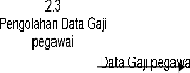 2.3
Pengolahan Data Gaji
pegawai
Data Gaji pegawa